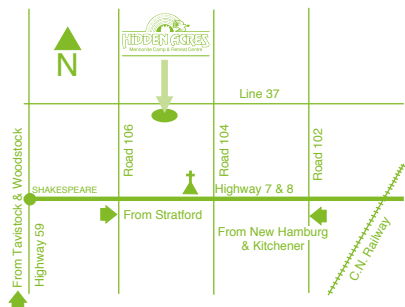 HIDDEN ACRES
Mennonite Camp & Retreat Centre
N
Line 37
Road 106
Road 104
Road 102
SHAKESPEARE
Highway 7 & 8
From Stratford
From New Hamburg
& Kitchener
From Tavistock & Woodstock
Highway 59
C.N. Railway